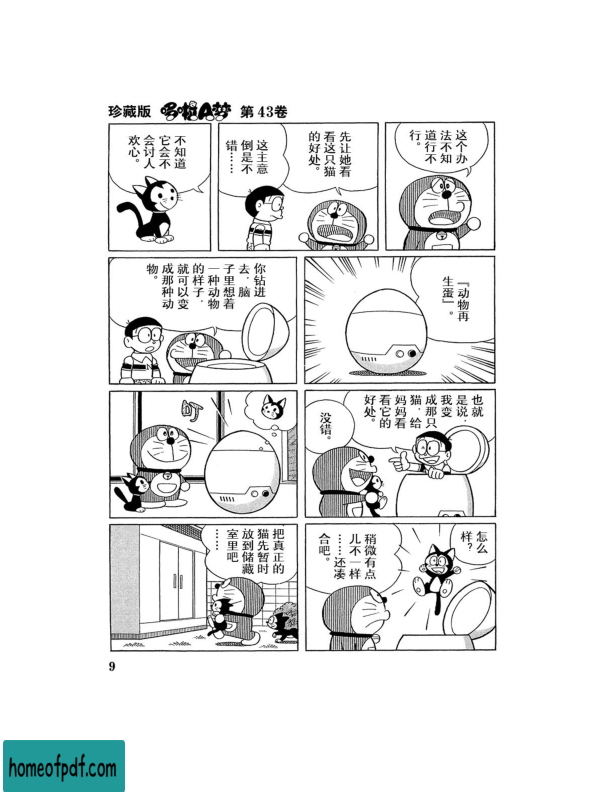 珍藏版 哆啦A梦 第43卷
这个办
法不知
道行不
行。
先让她看
看这只猫
的好处。
这主意
倒是不
错……
不知道
它会不
会讨人
欢心。
『动物再
生蛋』。
你钻进
去,脑
子里想着
一种动物
的样子,
就可以变
成那种动
物。
也就
是说,
我变
成那只
猫,给
妈妈看
看它的
好处。
没错。
怎么
样?
稍微有点
儿不一样
……还凑
合吧。
把真正的
猫先暂时
放到储藏
室里吧
……
9
homeofpdf.com